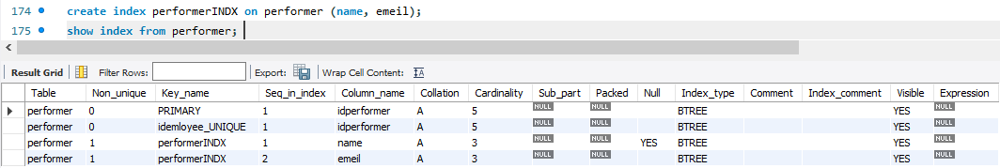 174 create index performerINDX on performer (name, emeil);
175 show index from performer;
Result Grid Filter Rows: Export: Wrap Cell Content:
Table Non_unique Key_name Seq_in_index Column_name Collation Cardinality Sub_part Packed Null Index_type Comment Index_comment Visible Expression
performer 0 PRIMARY 1 idperformer A 5 NULL NULL BTREE YES NULL
performer 0 idemloyee_UNIQUE 1 idperformer A 5 NULL NULL BTREE YES NULL
performer 1 performerINDX 1 name A 3 NULL NULL YES BTREE YES NULL
performer 1 performerINDX 2 emeil A 3 NULL NULL BTREE YES NULL